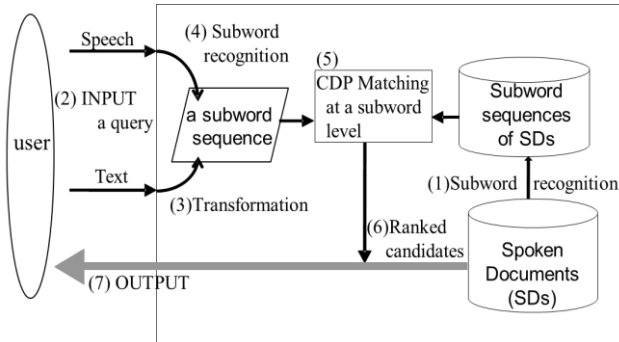 Speech
(4) Subword
recognition
(2) INPUT
a query
user
a subword
sequence
Text
(3)Transformation
(5)
CDP Matching
at a subword
level
Subword
sequences
of SDs
(1)Subword recognition
(6)Ranked
candidates
Spoken
Documents
(SDs)
(7) OUTPUT